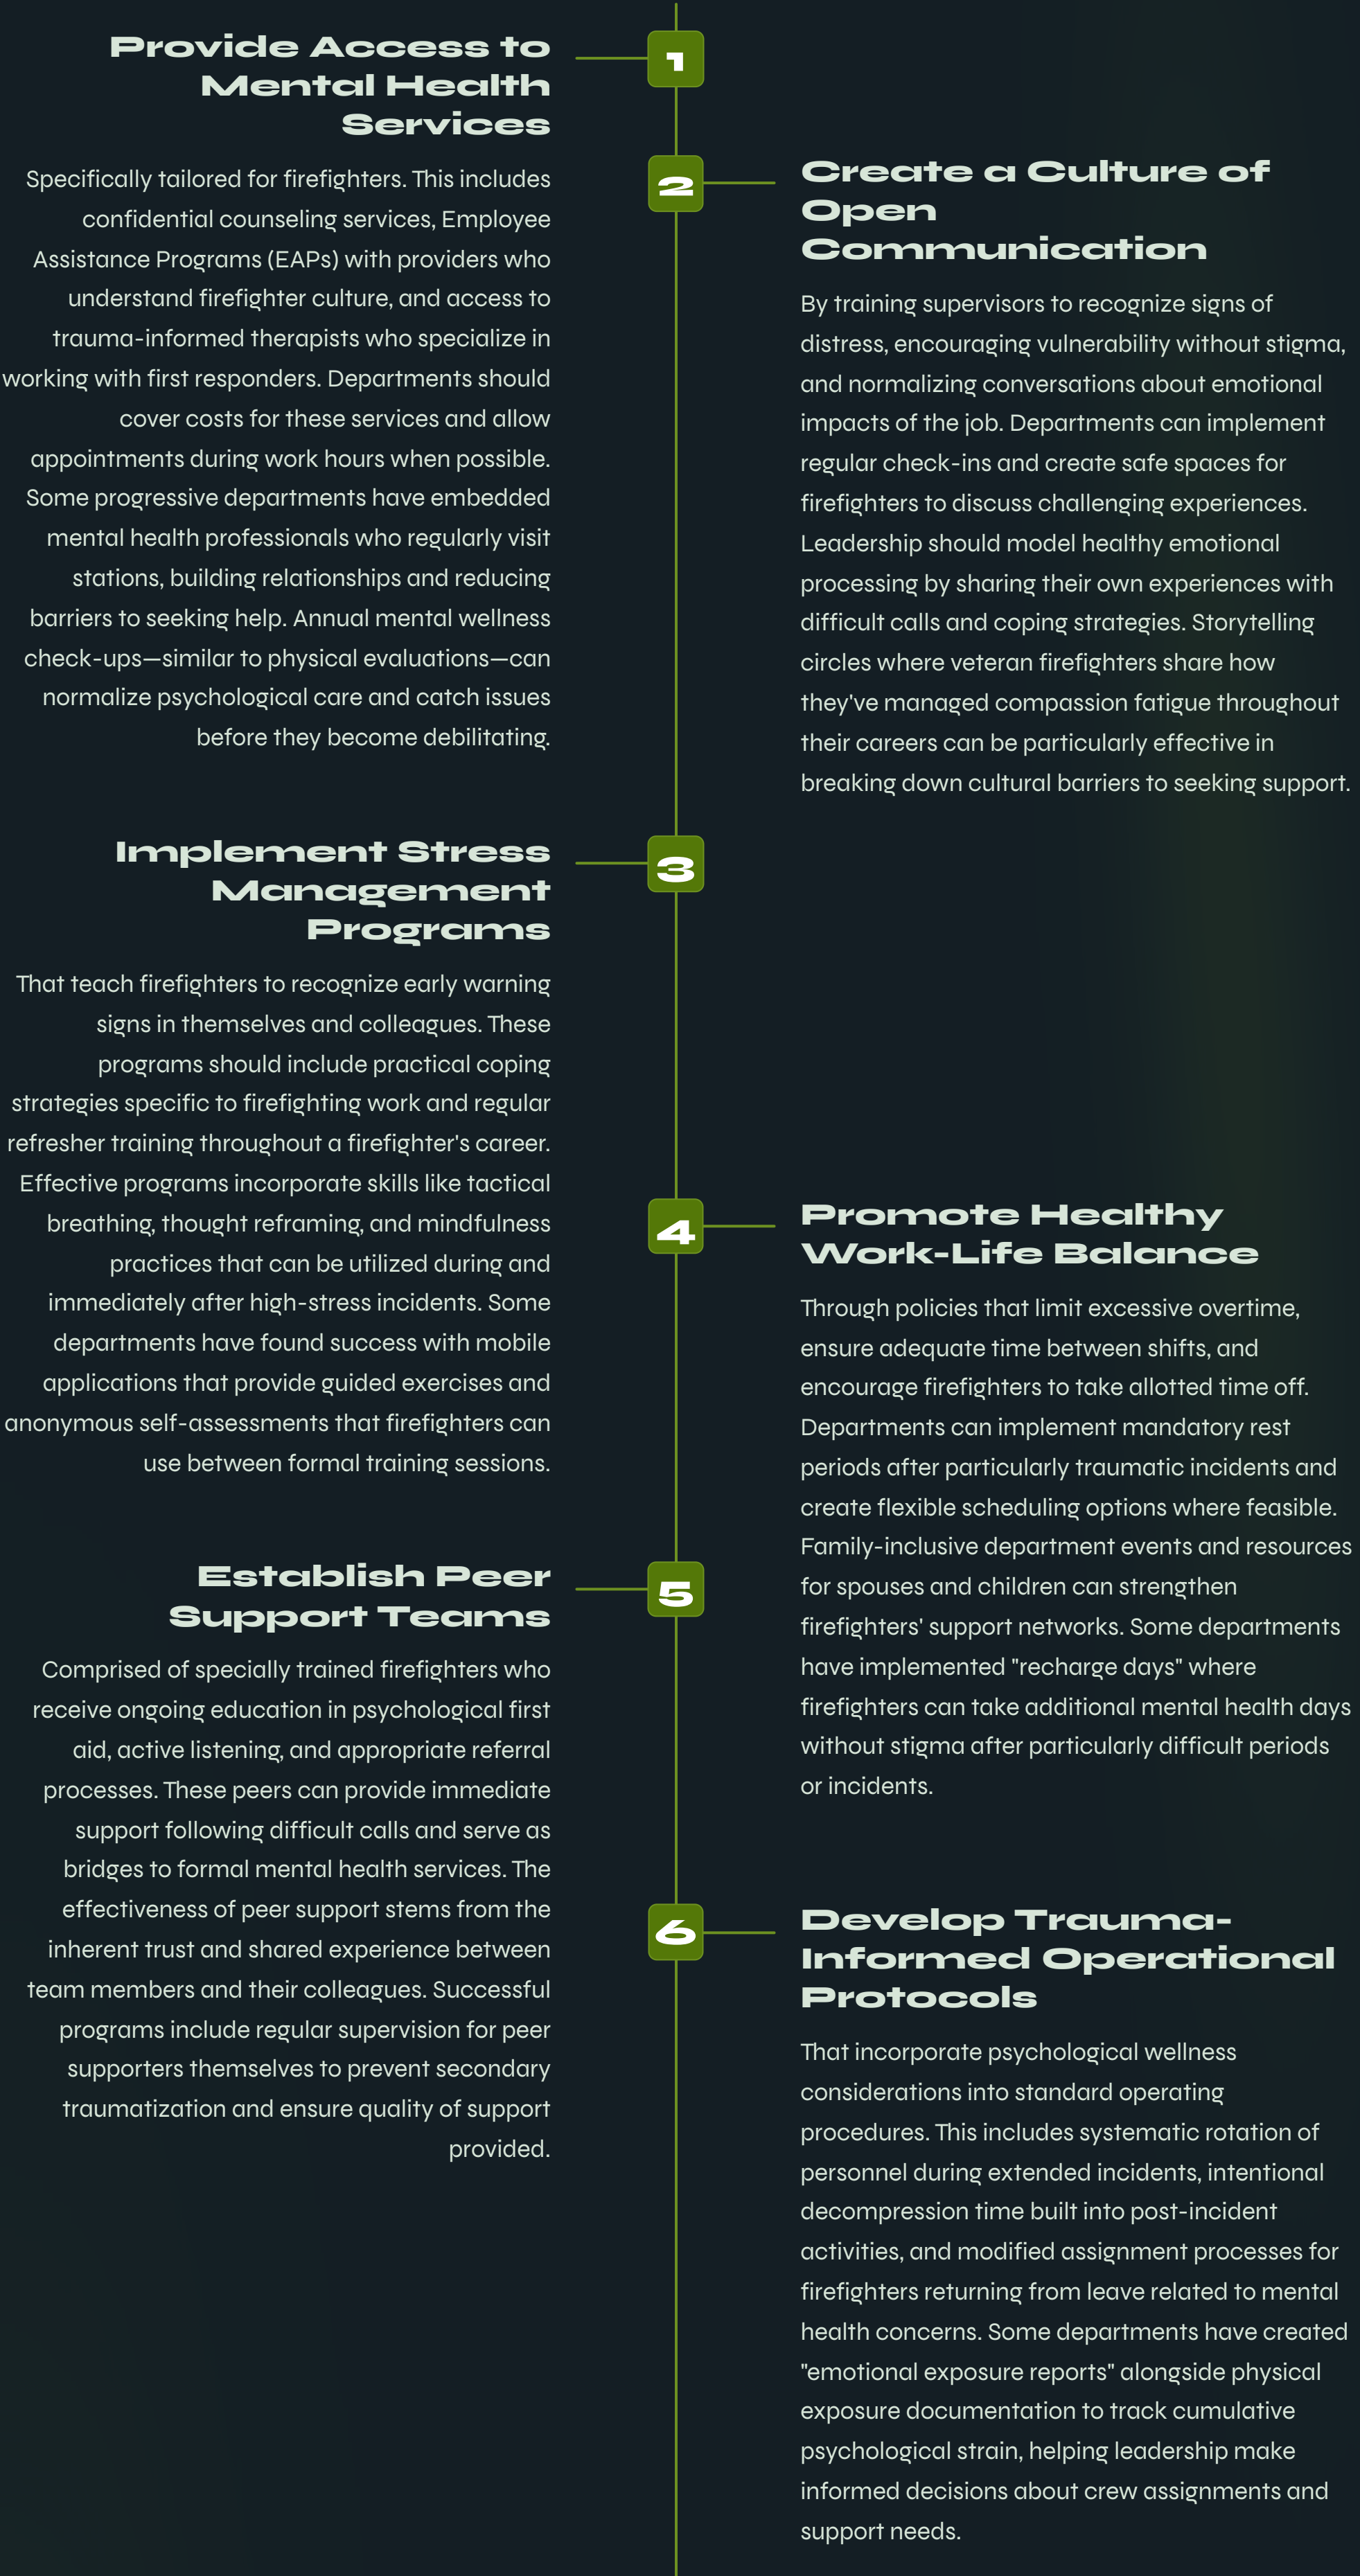 1
Provide Access to
Mental Health
Services
Specifically tailored for firefighters. This includes
confidential counseling services, Employee
Assistance Programs (EAPs) with providers who
understand firefighter culture, and access to
trauma-informed therapists who specialize in
working with first responders. Departments should
cover costs for these services and allow
appointments during work hours when possible.
Some progressive departments have embedded
mental health professionals who regularly visit
stations, building relationships and reducing
barriers to seeking help. Annual mental wellness
check-ups—similar to physical evaluations—can
normalize psychological care and catch issues
before they become debilitating.
2
Create a Culture of
Open
Communication
By training supervisors to recognize signs of
distress, encouraging vulnerability without stigma,
and normalizing conversations about emotional
impacts of the job. Departments can implement
regular check-ins and create safe spaces for
firefighters to discuss challenging experiences.
Leadership should model healthy emotional
processing by sharing their own experiences with
difficult calls and coping strategies. Storytelling
circles where veteran firefighters share how
they've managed compassion fatigue throughout
their careers can be particularly effective in
breaking down cultural barriers to seeking support.
3
Implement Stress
Management
Programs
That teach firefighters to recognize early warning
signs in themselves and colleagues. These
programs should include practical coping
strategies specific to firefighting work and regular
refresher training throughout a firefighter's career.
Effective programs incorporate skills like tactical
breathing, thought reframing, and mindfulness
practices that can be utilized during and
immediately after high-stress incidents. Some
departments have found success with mobile
applications that provide guided exercises and
anonymous self-assessments that firefighters can
use between formal training sessions.
4
Promote Healthy
Work-Life Balance
Through policies that limit excessive overtime,
ensure adequate time between shifts, and
encourage firefighters to take allotted time off.
Departments can implement mandatory rest
periods after particularly traumatic incidents and
create flexible scheduling options where feasible.
Family-inclusive department events and resources
for spouses and children can strengthen
firefighters' support networks. Some departments
have implemented "recharge days" where
firefighters can take additional mental health days
without stigma after particularly difficult periods
or incidents.
5
Establish Peer
Support Teams
Comprised of specially trained firefighters who
receive ongoing education in psychological first
aid, active listening, and appropriate referral
processes. These peers can provide immediate
support following difficult calls and serve as
bridges to formal mental health services. The
effectiveness of peer support stems from the
inherent trust and shared experience between
team members and their colleagues. Successful
programs include regular supervision for peer
supporters themselves to prevent secondary
traumatization and ensure quality of support
provided.
6
Develop Trauma-
Informed Operational
Protocols
That incorporate psychological wellness
considerations into standard operating
procedures. This includes systematic rotation of
personnel during extended incidents, intentional
decompression time built into post-incident
activities, and modified assignment processes for
firefighters returning from leave related to mental
health concerns. Some departments have created
"emotional exposure reports" alongside physical
exposure documentation to track cumulative
psychological strain, helping leadership make
informed decisions about crew assignments and
support needs.